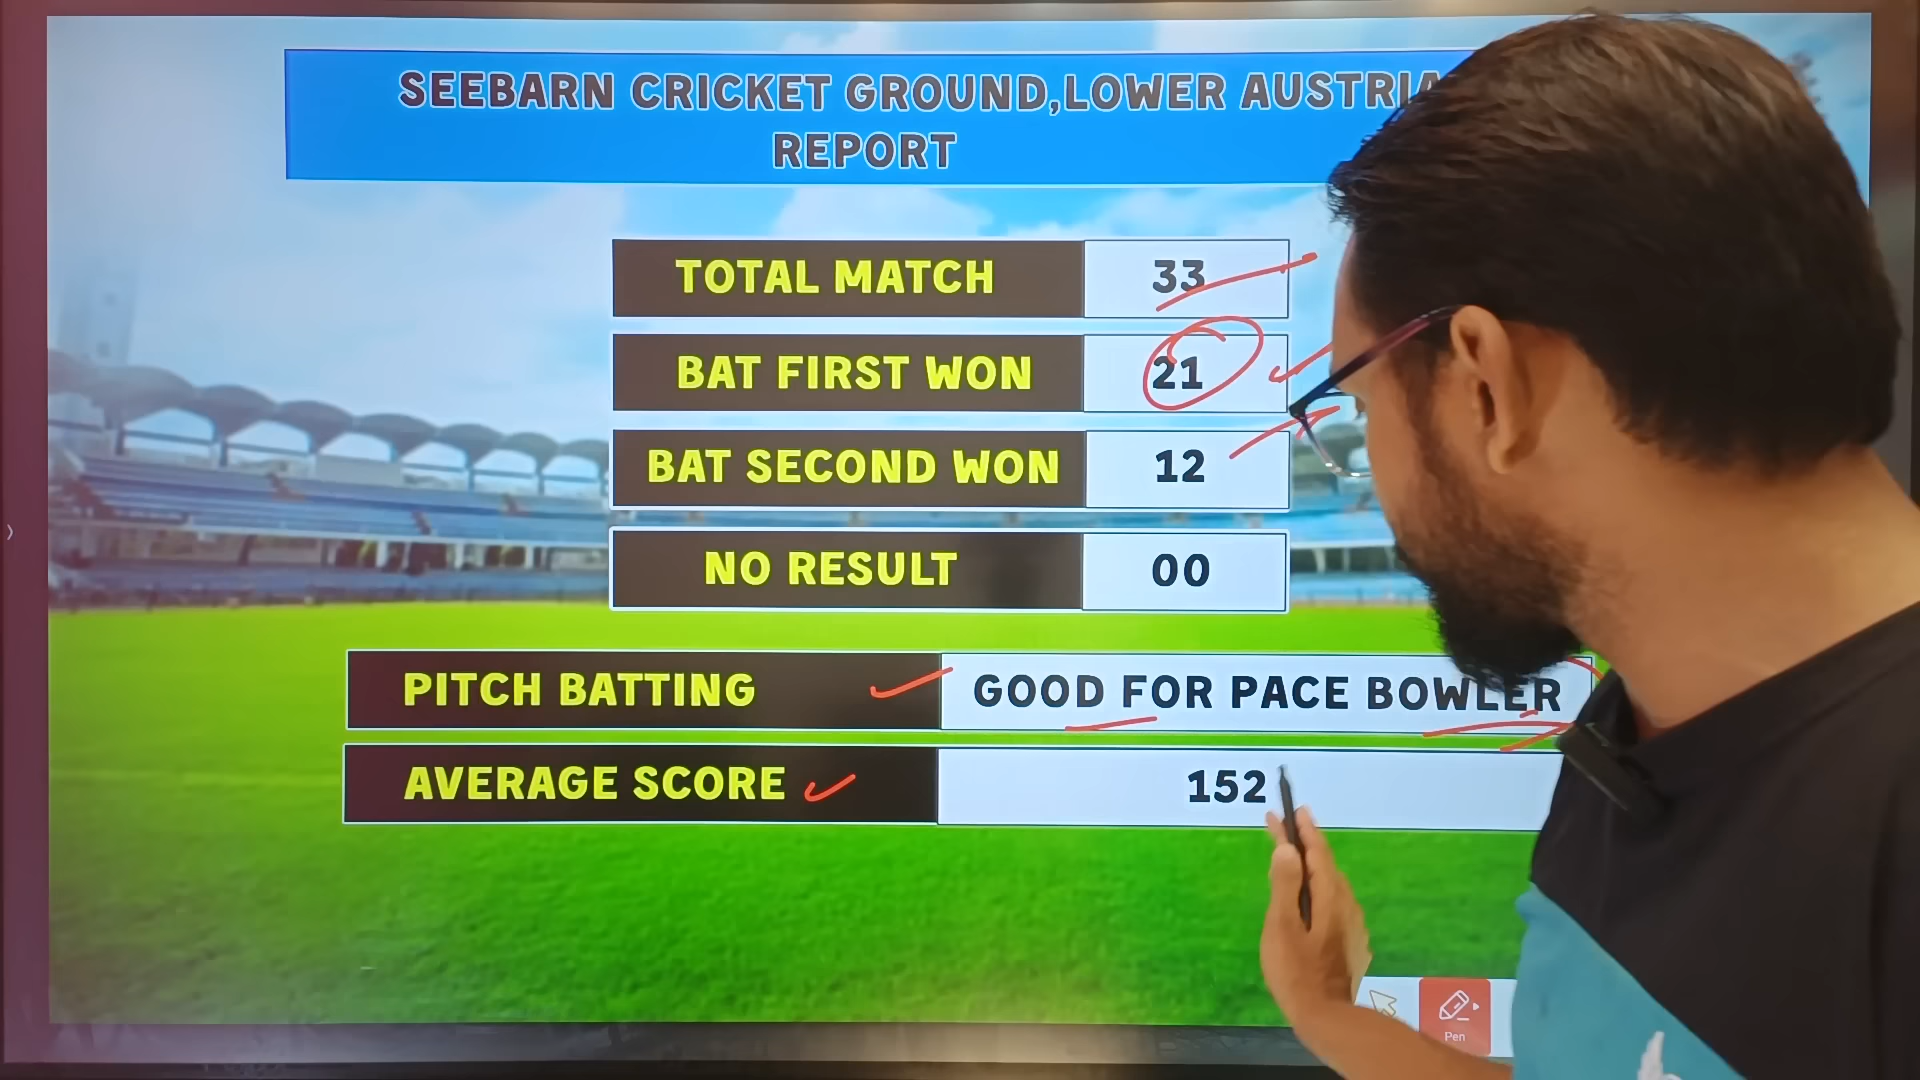 SEEBARN CRICKET GROUND,LOWER AUSTRIA
REPORT
TOTAL MATCH 33
BAT FIRST WON 21
BAT SECOND WON 12
NO RESULT 00
PITCH BATTING GOOD FOR PACE BOWLER
AVERAGE SCORE 152
Pen